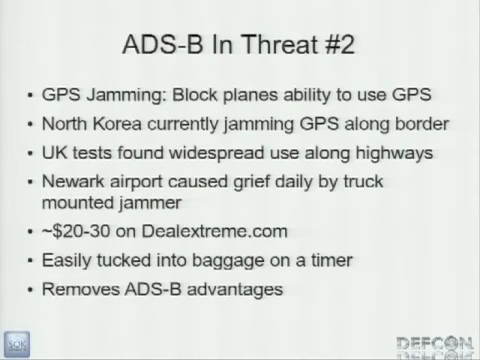 ADS-B In Threat #2
• GPS Jamming: Block planes ability to use GPS
• North Korea currently jamming GPS along border
• UK tests found widespread use along highways
• Newark airport caused grief daily by truck
mounted jammer
• ~$20-30 on Dealextreme.com
• Easily tucked into baggage on a timer
• Removes ADS-B advantages
DEFCON